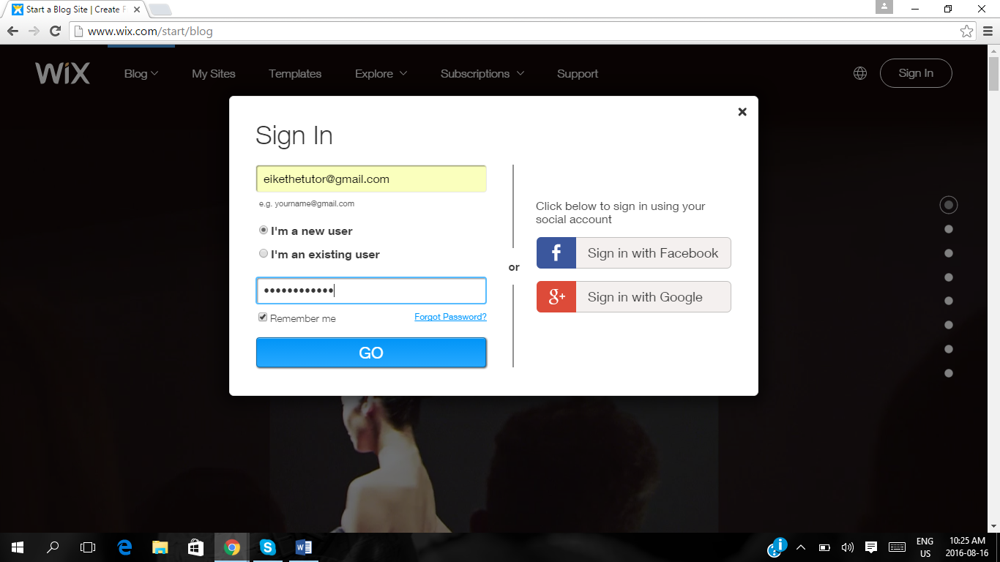 Start a Blog Site | Create F
www.wix.com/start/blog
WiX
Blog My Sites Templates Explore Subscriptions Support Sign In
Sign In
eikethetutor@gmail.com
e.g. yourname@gmail.com
I'm a new user
I'm an existing user
••••••••••••
Remember me Forgot Password?
GO
or
Click below to sign in using your
social account
f Sign in with Facebook
g+ Sign in with Google
ENG
US
10:25 AM
2016-08-16